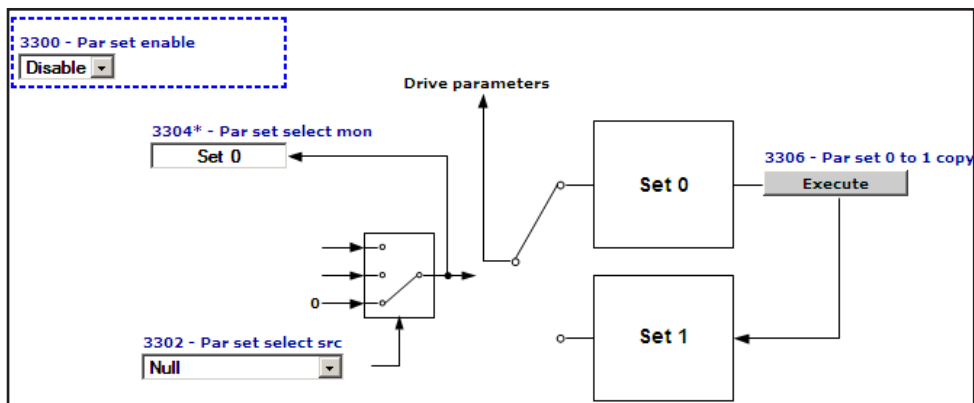 3300 - Par set enable
Disable
Drive parameters
3304* - Par set select mon
Set 0
Set 0
3306 - Par set 0 to 1 copy
Execute
0
3302 - Par set select src
Null
Set 1